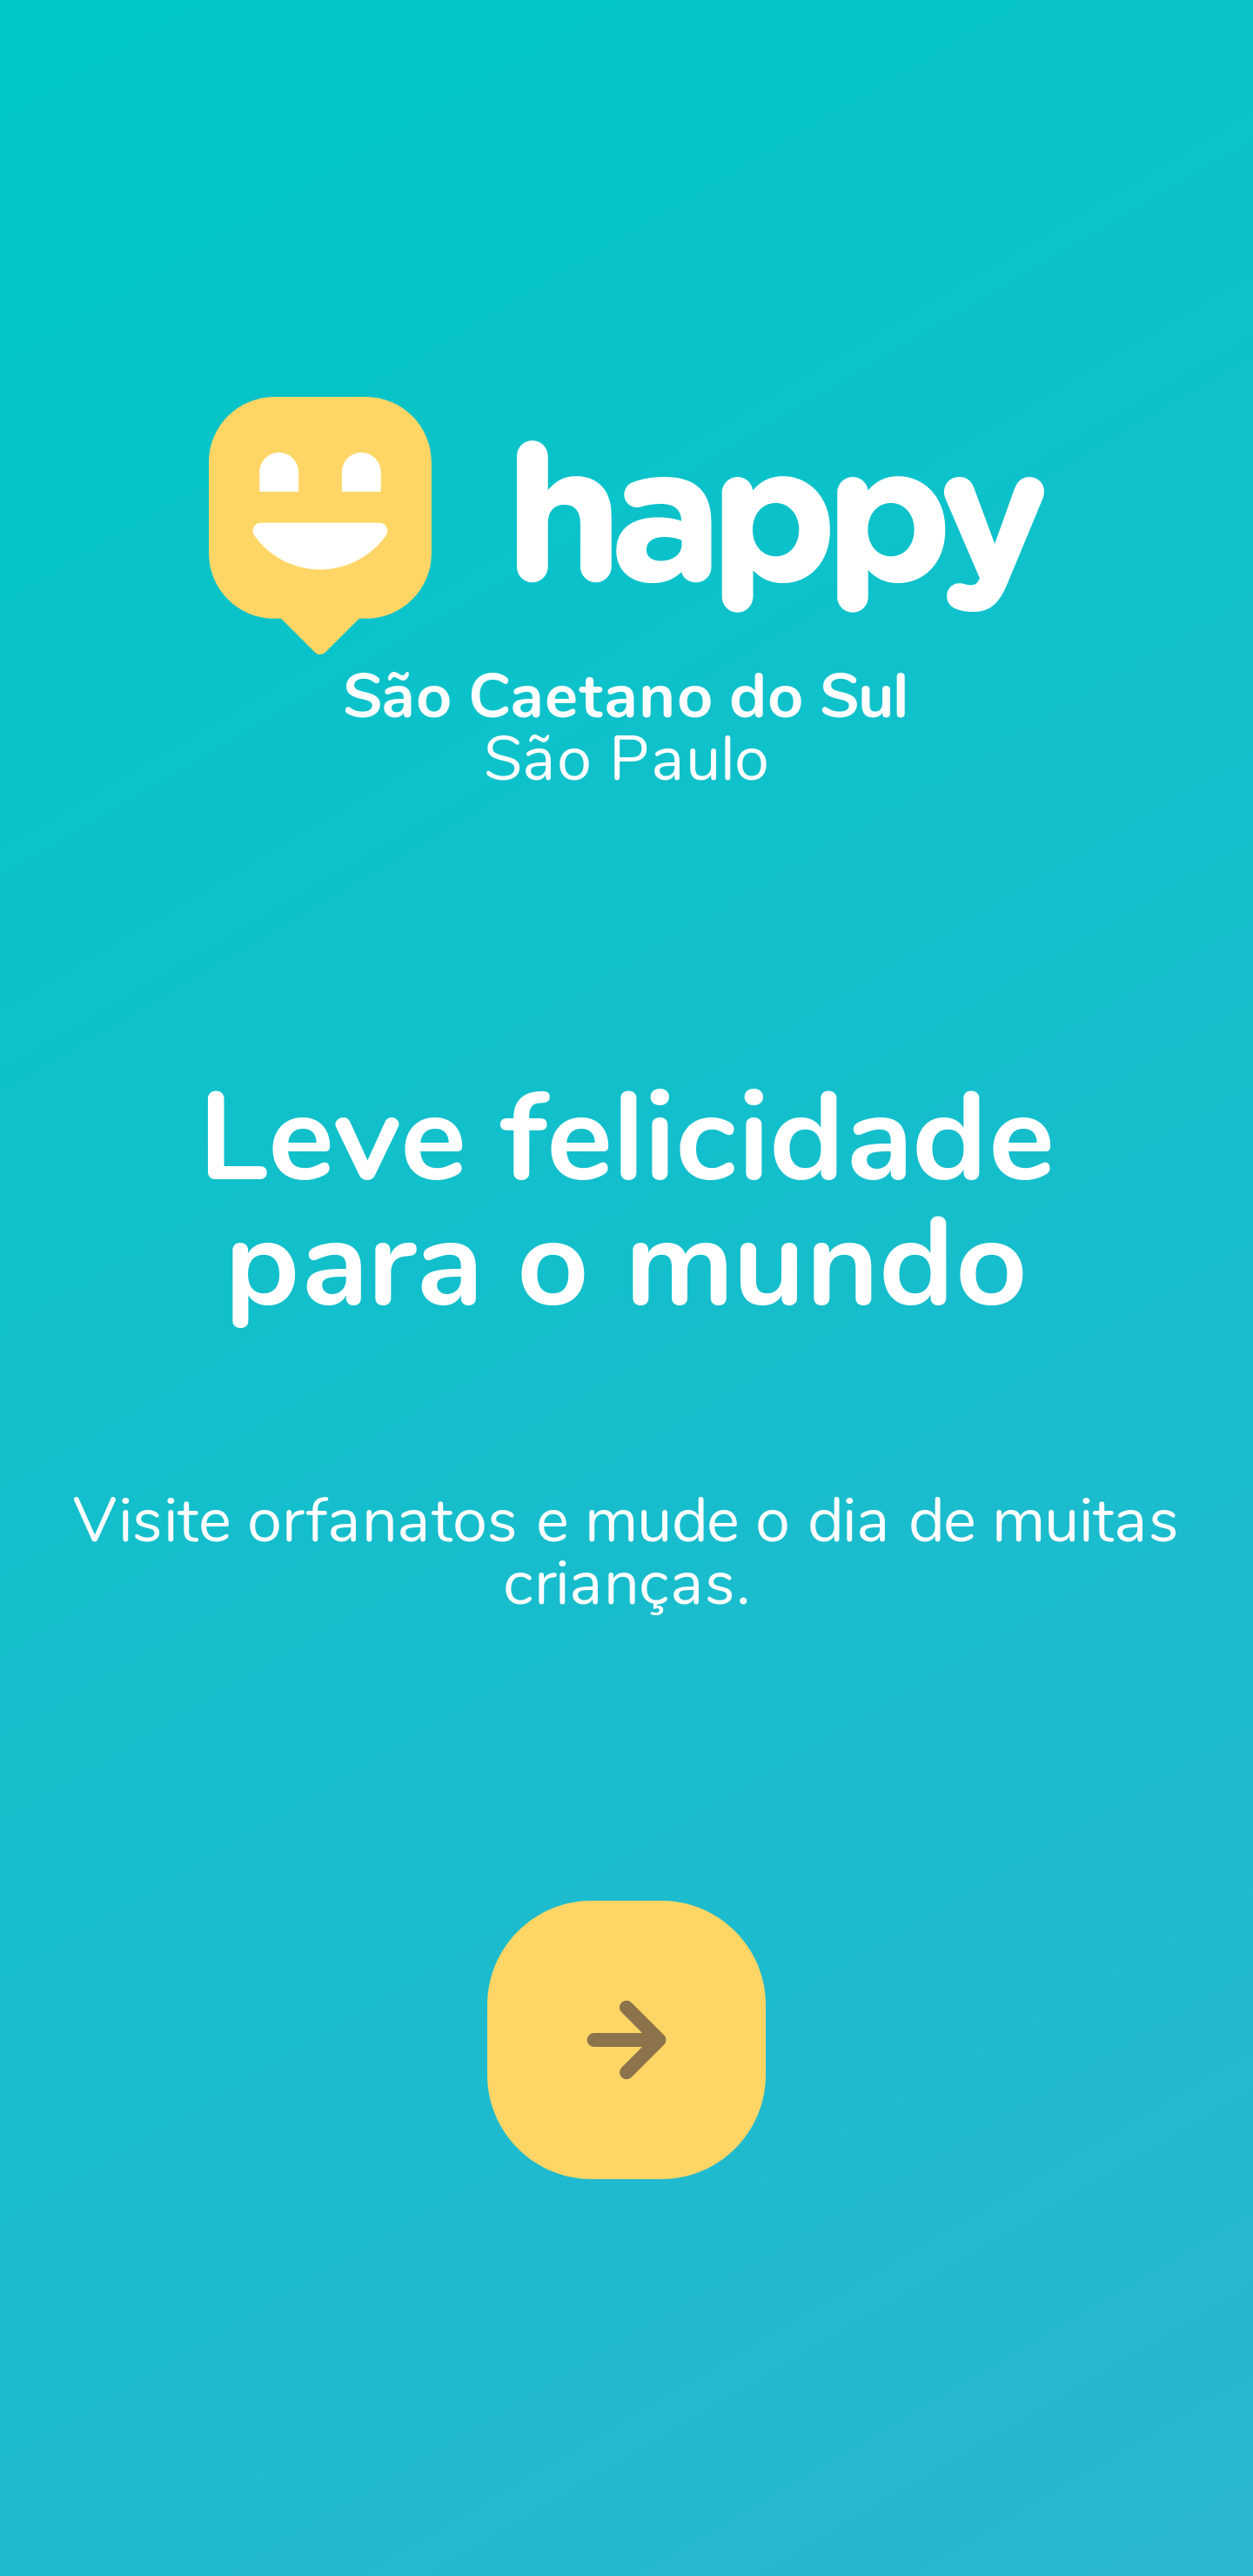 happy
São Caetano do Sul
São Paulo
Leve felicidade
para o mundo
Visite orfanatos e mude o dia de muitas
crianças.